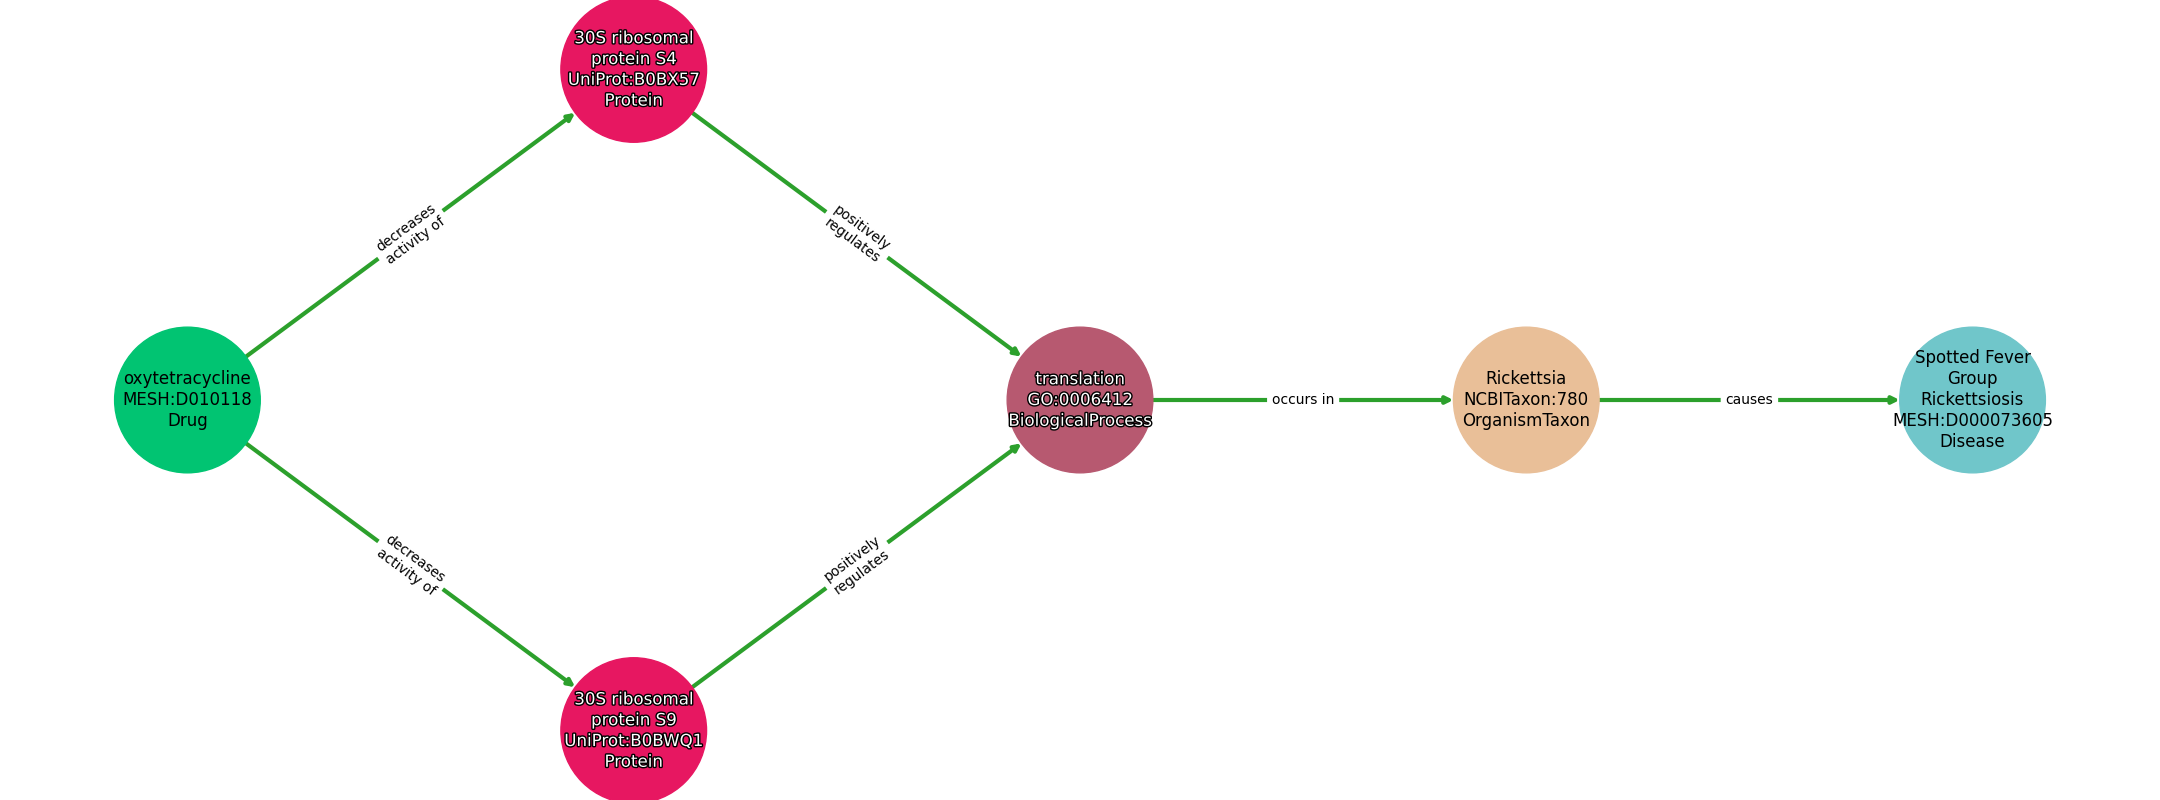 30S ribosomal
protein S4
UniProt:B0BX57
Protein
decreases
activity of
positively
regulates
oxytetracycline
MESH:D010118
Drug
translation
GO:0006412
BiologicalProcess
occurs in
Rickettsia
NCBITaxon:780
OrganismTaxon
causes
Spotted Fever
Group
Rickettsiosis
MESH:D000073605
Disease
decreases
activity of
positively
regulates
30S ribosomal
protein S9
UniProt:B0BWQ1
Protein